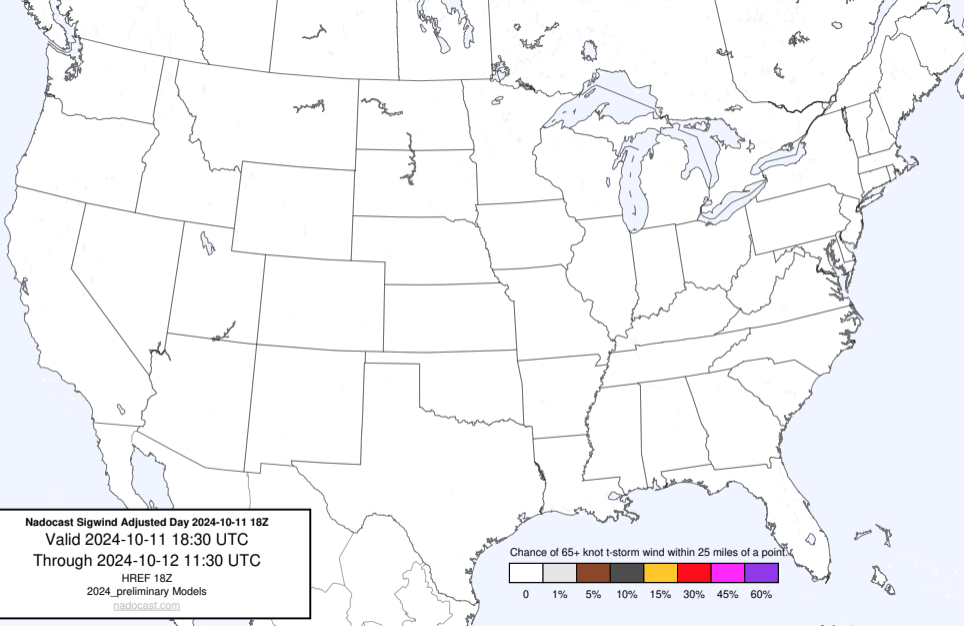 Nadocast Sigwind Adjusted Day 2024-10-11 18Z
Valid 2024-10-11 18:30 UTC
Through 2024-10-12 11:30 UTC
HREF 18Z
2024_preliminary Models
nadocast.com
Chance of 65+ knot t-storm wind within 25 miles of a point.
0 1% 5% 10% 15% 30% 45% 60%